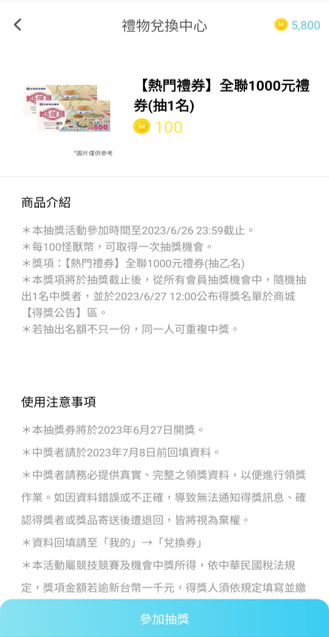 禮物兌換中心
5,800
【熱門禮券】全聯1000元禮
券(抽1名)
100
*圖片僅供參考
商品介紹
＊本抽獎活動參加時間至2023/6/26 23:59截止。
＊每100怪獸幣，可取得一次抽獎機會。
＊獎項：【熱門禮券】全聯1000元禮券(抽乙名)
＊本獎項將於抽獎截止後，從所有會員抽獎機會中，隨機抽
出1名中獎者，並於2023/6/27 12:00公布得獎名單於商城
【得獎公告】區。
＊若抽出名額不只一份，同一人可重複中獎。
使用注意事項
＊本抽獎券將於2023年6月27日開獎。
＊中獎者請於2023年7月8日前回填資料。
＊中獎者請務必提供真實、完整之領獎資料，以便進行領獎
作業。如因資料錯誤或不正確，導致無法通知得獎訊息、確
認得獎者或獎品寄送後遭退回，皆將視為棄權。
＊資料回填請至「我的」→「兌換券」
＊本活動屬競技競賽及機會中獎所得，依中華民國稅法規
定，獎項金額若逾新台幣一千元，得獎人須依規定填寫並繳
參加抽獎